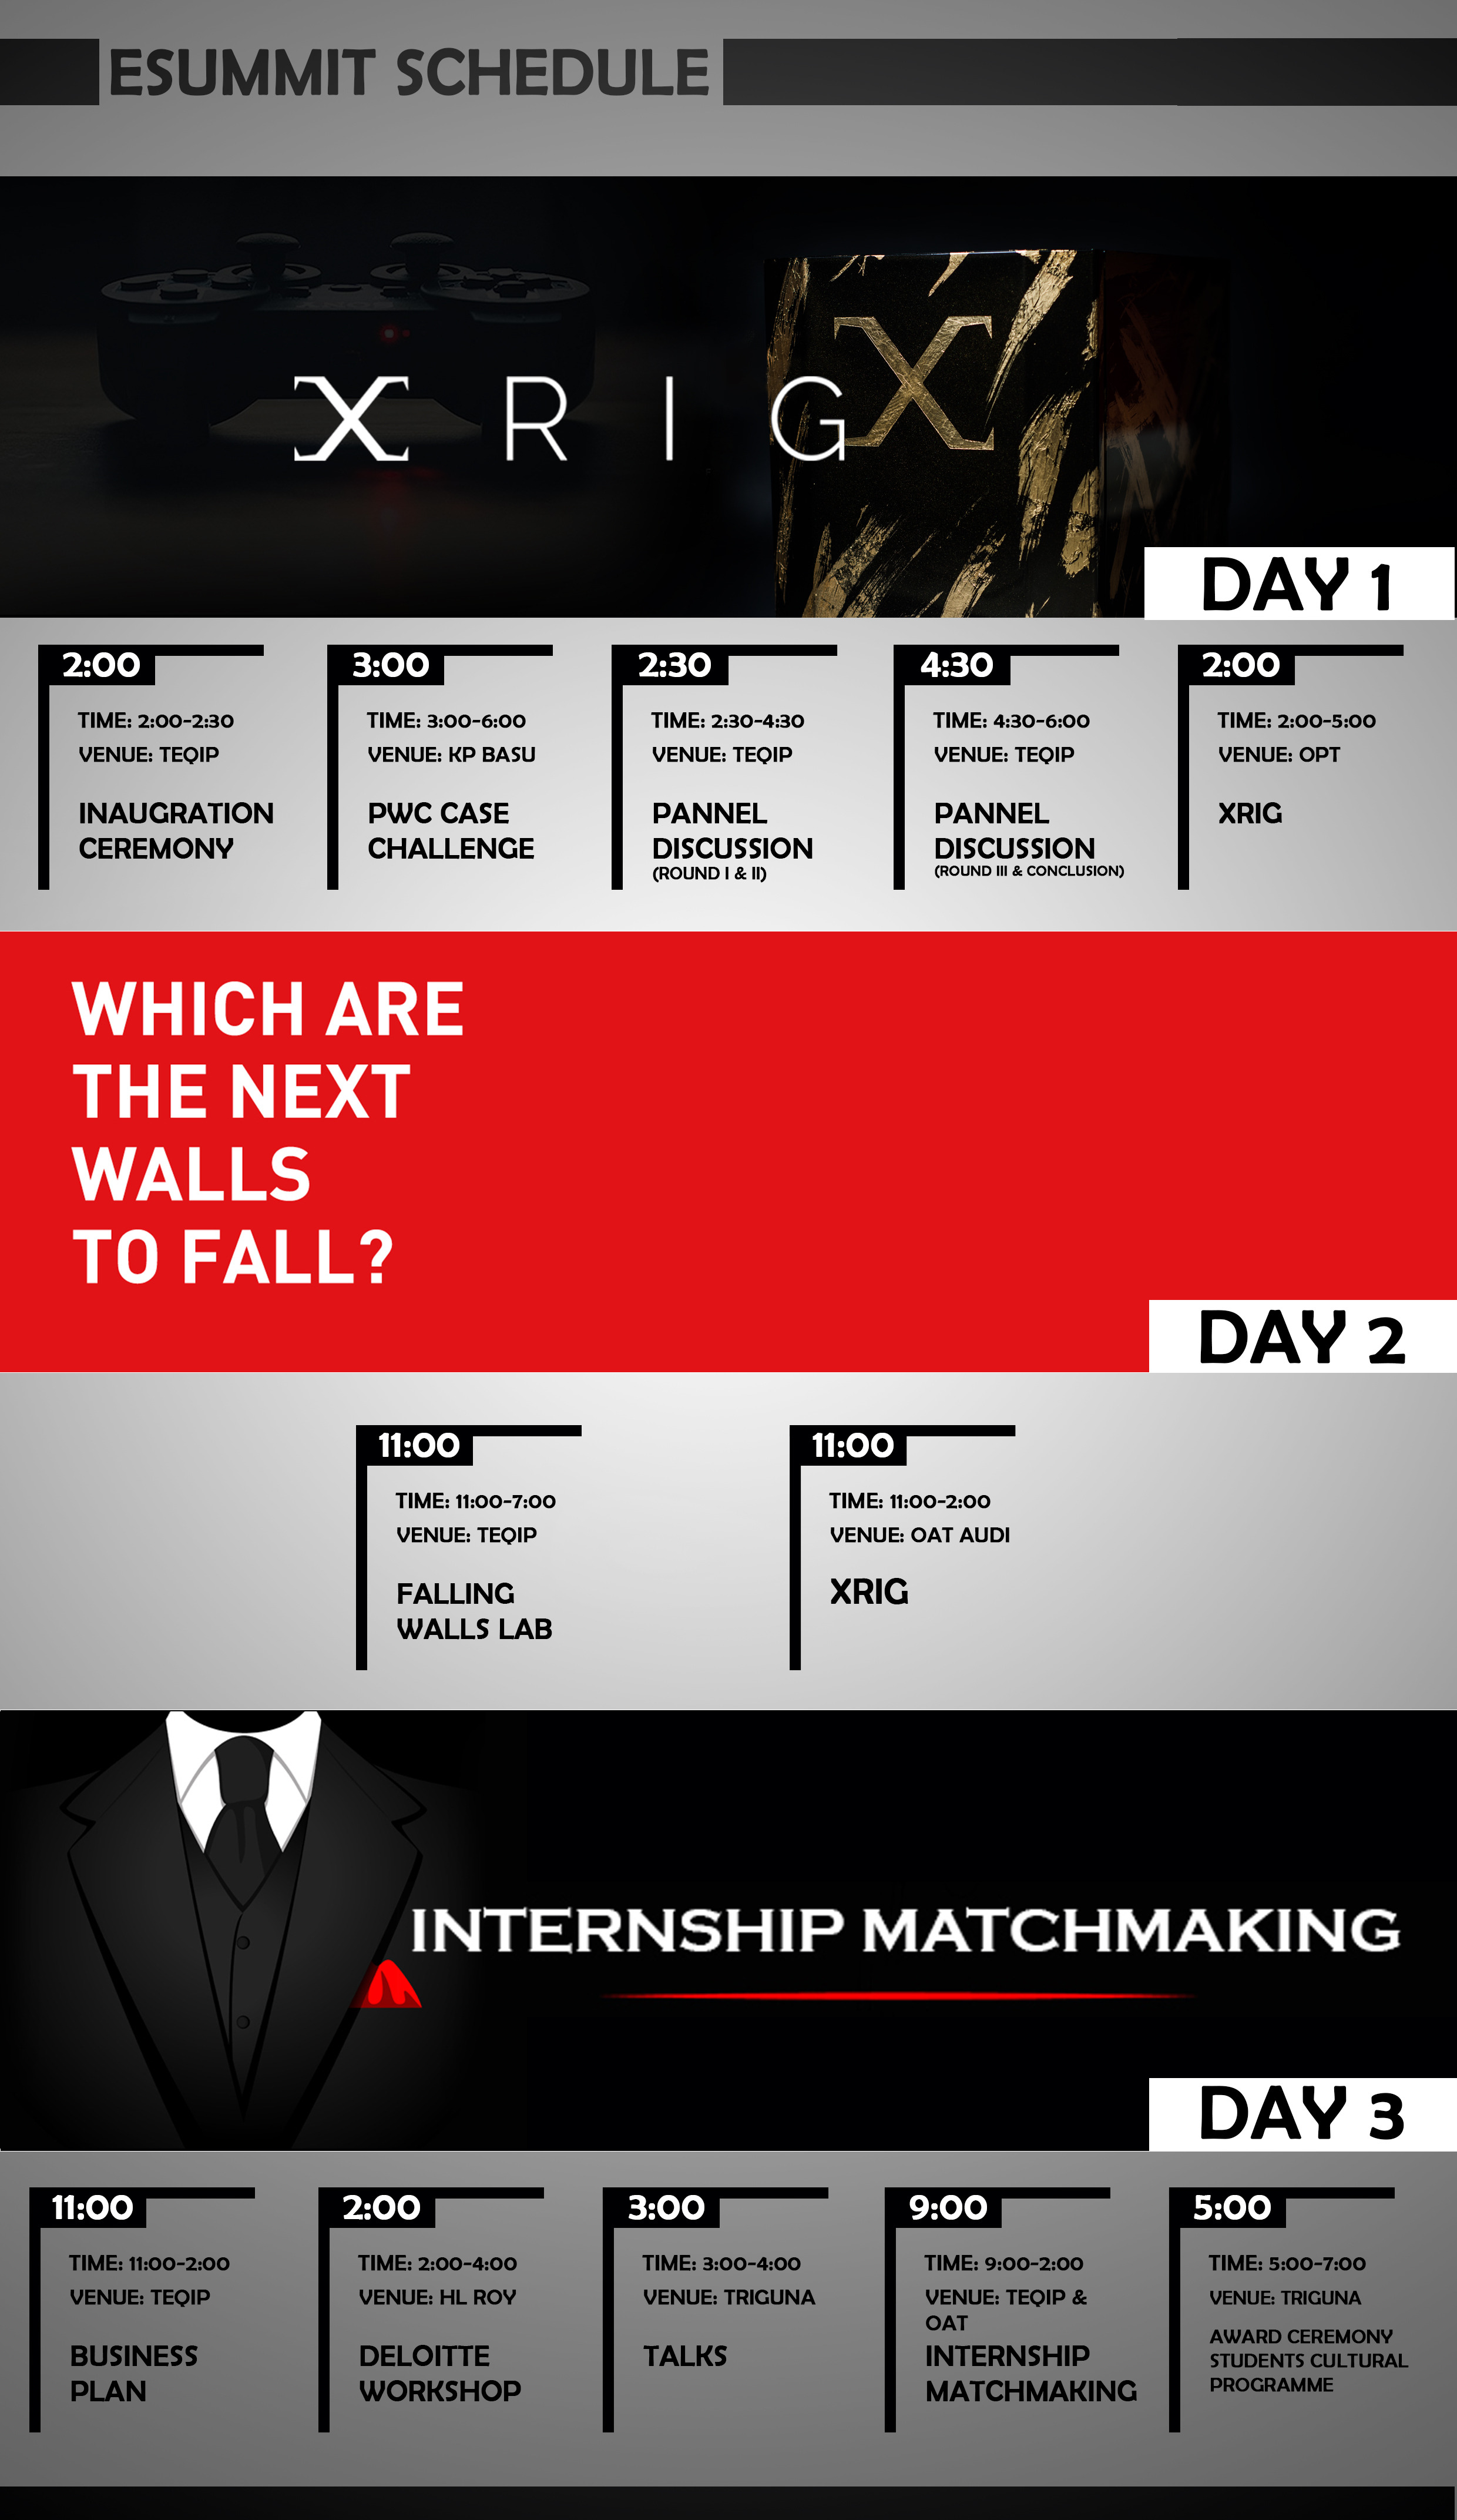 ESUMMIT SCHEDULE
X R I G
X
DAY 1
2:00
TIME: 2:00-2:30
VENUE: TEQIP
INAUGRATION
CEREMONY
3:00
TIME: 3:00-6:00
VENUE: KP BASU
PWC CASE
CHALLENGE
2:30
TIME: 2:30-4:30
VENUE: TEQIP
PANNEL
DISCUSSION
(ROUND I & II)
4:30
TIME: 4:30-6:00
VENUE: TEQIP
PANNEL
DISCUSSION
(ROUND III & CONCLUSION)
2:00
TIME: 2:00-5:00
VENUE: OPT
XRIG
WHICH ARE
THE NEXT
WALLS
TO FALL?
DAY 2
11:00
TIME: 11:00-7:00
VENUE: TEQIP
FALLING
WALLS LAB
11:00
TIME: 11:00-2:00
VENUE: OAT AUDI
XRIG
INTERNSHIP MATCHMAKING
DAY 3
11:00
TIME: 11:00-2:00
VENUE: TEQIP
BUSINESS
PLAN
2:00
TIME: 2:00-4:00
VENUE: HL ROY
DELOITTE
WORKSHOP
3:00
TIME: 3:00-4:00
VENUE: TRIGUNA
TALKS
9:00
TIME: 9:00-2:00
VENUE: TEQIP &
OAT
INTERNSHIP
MATCHMAKING
5:00
TIME: 5:00-7:00
VENUE: TRIGUNA
AWARD CEREMONY
STUDENTS CULTURAL
PROGRAMME